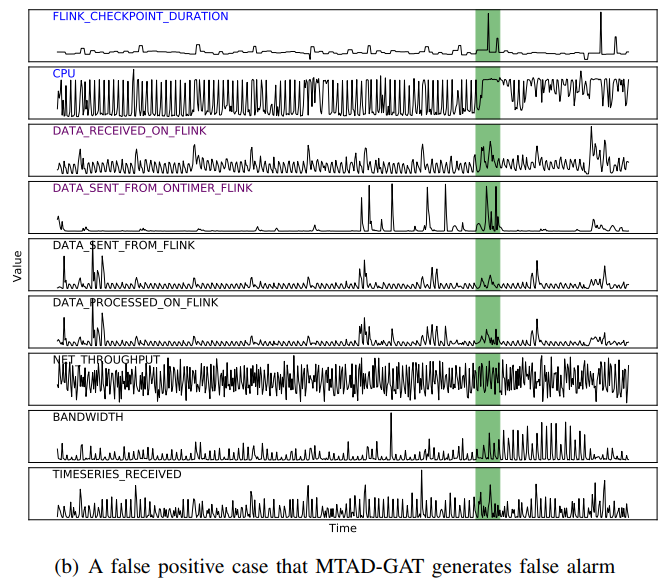 FLINK_CHECKPOINT_DURATION
CPU
DATA_RECEIVED_ON_FLINK
DATA_SENT_FROM_ONTIMER_FLINK
Value
DATA_SENT_FROM_FLINK
DATA_PROCESSED_ON_FLINK
NET_THROUGHPUT
BANDWIDTH
TIMESERIES_RECEIVED
Time
(b) A false positive case that MTAD-GAT generates false alarm